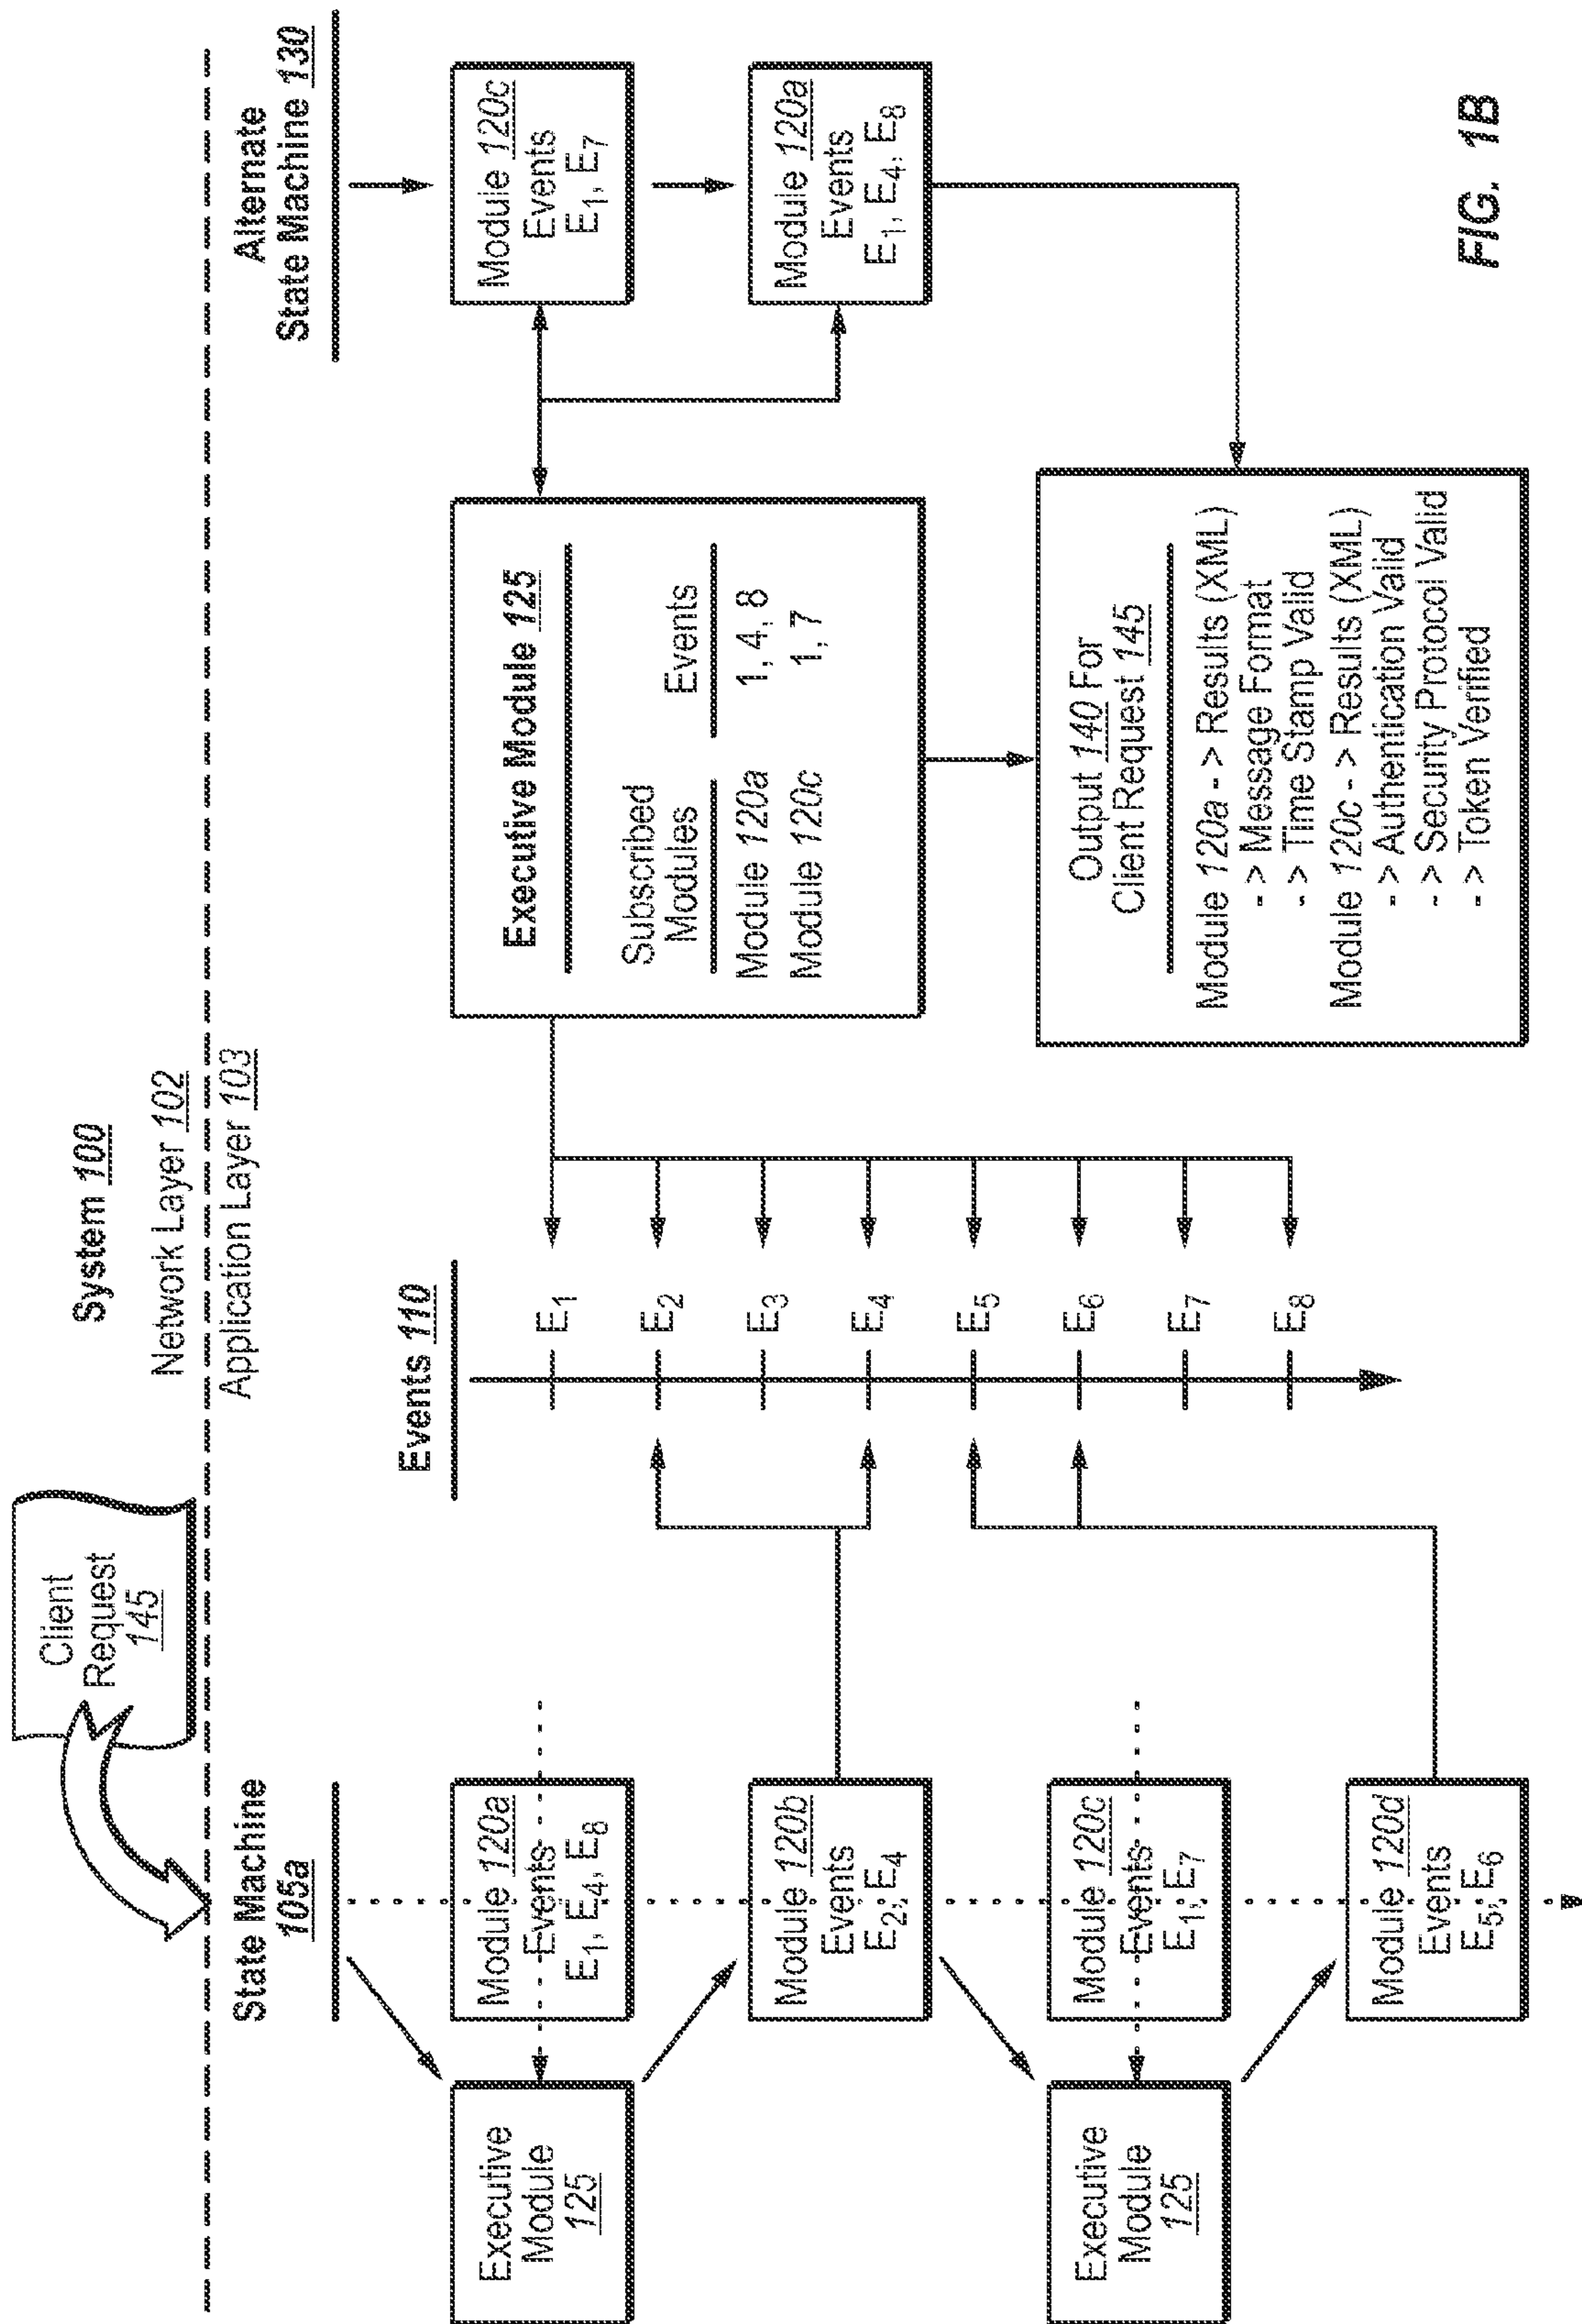 System 100
Network Layer 102
Application Layer 103
Client
Request
145
State Machine
105a
Executive
Module
125
Module 120a
Events
E1, E4, E8
Module 120b
Events
E2, E4
Executive
Module
125
Module 120c
Events
E1, E7
Module 120d
Events
E5, E6
Events 110
E1
E2
E3
E4
E5
E6
E7
E8
Executive Module 125
Subscribed
Modules
Events
Module 120a 1, 4, 8
Module 120c 1, 7
Output 140 For
Client Request 145
Module 120a - > Results (XML)
- > Message Format
- > Time Stamp Valid
Module 120c - > Results (XML)
- > Authentication Valid
- > Security Protocol Valid
- > Token Verified
Alternate
State Machine 130
Module 120c
Events
E1, E7
Module 120a
Events
E1, E4, E8
FIG. 1B